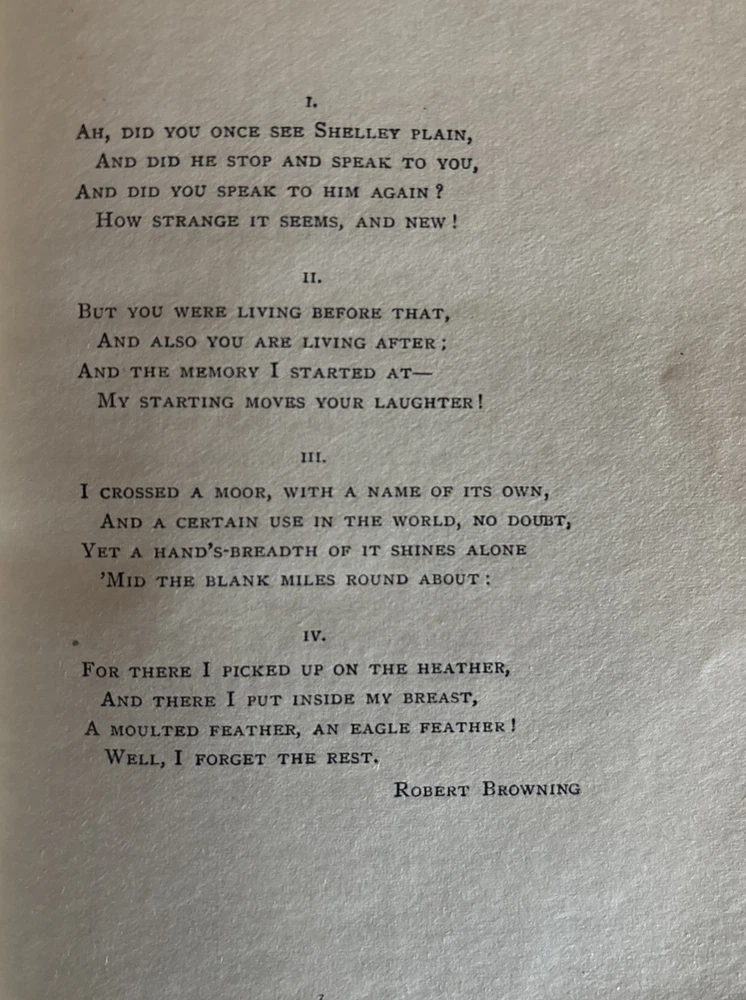 I.
AH, DID YOU ONCE SEE SHELLEY PLAIN,
AND DID HE STOP AND SPEAK TO YOU,
AND DID YOU SPEAK TO HIM AGAIN?
HOW STRANGE IT SEEMS, AND NEW!
II.
BUT YOU WERE LIVING BEFORE THAT,
AND ALSO YOU ARE LIVING AFTER;
AND THE MEMORY I STARTED AT—
MY STARTING MOVES YOUR LAUGHTER!
III.
I CROSSED A MOOR, WITH A NAME OF ITS OWN,
AND A CERTAIN USE IN THE WORLD, NO DOUBT,
YET A HAND'S-BREADTH OF IT SHINES ALONE
'MID THE BLANK MILES ROUND ABOUT:
IV.
FOR THERE I PICKED UP ON THE HEATHER,
AND THERE I PUT INSIDE MY BREAST,
A MOULTED FEATHER, AN EAGLE FEATHER!
WELL, I FORGET THE REST.
ROBERT BROWNING